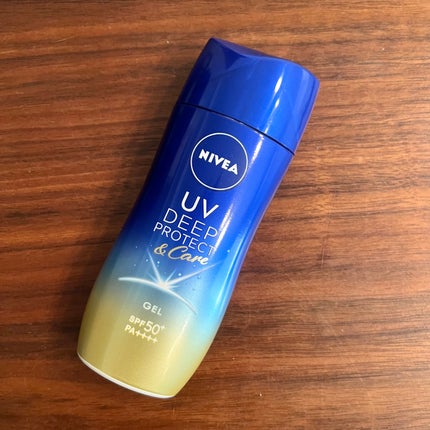 NIVEA
UV
DEEP
PROTECT
& Care
GEL
SPF50+
PA++++